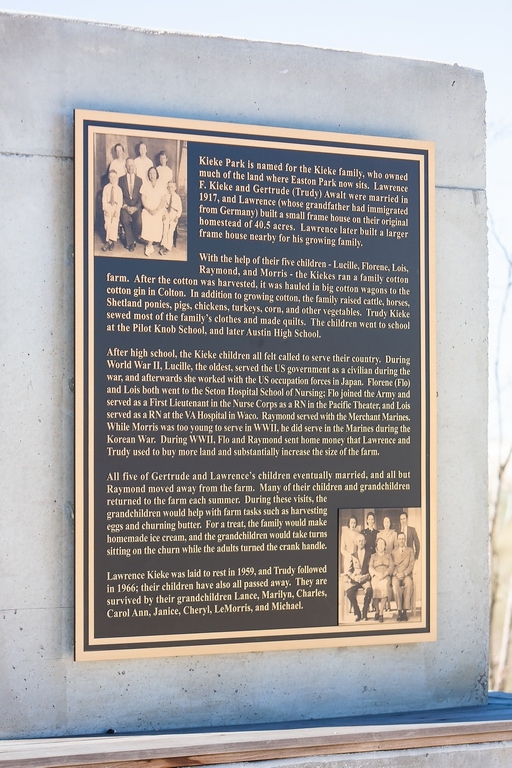 Kieke Park is named for the Kieke family, who owned
much of the land where Easton Park now sits. Lawrence
F. Kieke and Gertrude (Trudy) Awalt were married in
1917, and Lawrence (whose grandfather had immigrated
from Germany) built a small frame house on their original
homestead of 40.5 acres. Lawrence later built a larger
frame house nearby for his growing family.
With the help of their five children - Lucille, Florene, Lois,
Raymond, and Morris - the Kiekes ran a family cotton
farm. After the cotton was harvested, it was hauled in big cotton wagons to the
cotton gin in Colton. In addition to growing cotton, the family raised cattle, horses,
Shetland ponies, pigs, chickens, turkeys, corn, and other vegetables. Trudy Kieke
sewed most of the family's clothes and made quilts. The children went to school
at the Pilot Knob School, and later Austin High School.
After high school, the Kieke children all felt called to serve their country. During
World War II, Lucille, the oldest, served the US government as a civilian during the
war, and afterwards she worked with the US occupation forces in Japan. Florene (Flo)
and Lois both went to the Seton Hospital School of Nursing; Flo joined the Army and
served as a First Lieutenant in the Nurse Corps as a RN in the Pacific Theater, and Lois
served as a RN at the VA Hospital in Waco. Raymond served with the Merchant Marines.
While Morris was too young to serve in WWII, he did serve in the Marines during the
Korean War. During WWII, Flo and Raymond sent home money that Lawrence and
Trudy used to buy more land and substantially increase the size of the farm.
All five of Gertrude and Lawrence's children eventually married, and all but
Raymond moved away from the farm. Many of their children and grandchildren
returned to the farm each summer. During these visits, the
grandchildren would help with farm tasks such as harvesting
eggs and churning butter. For a treat, the family would make
homemade ice cream, and the grandchildren would take turns
sitting on the churn while the adults turned the crank handle.
Lawrence Kieke was laid to rest in 1959, and Trudy followed
in 1966; their children have also all passed away. They are
survived by their grandchildren Lance, Marilyn, Charles,
Carol Ann, Janice, Cheryl, LeMorris, and Michael.